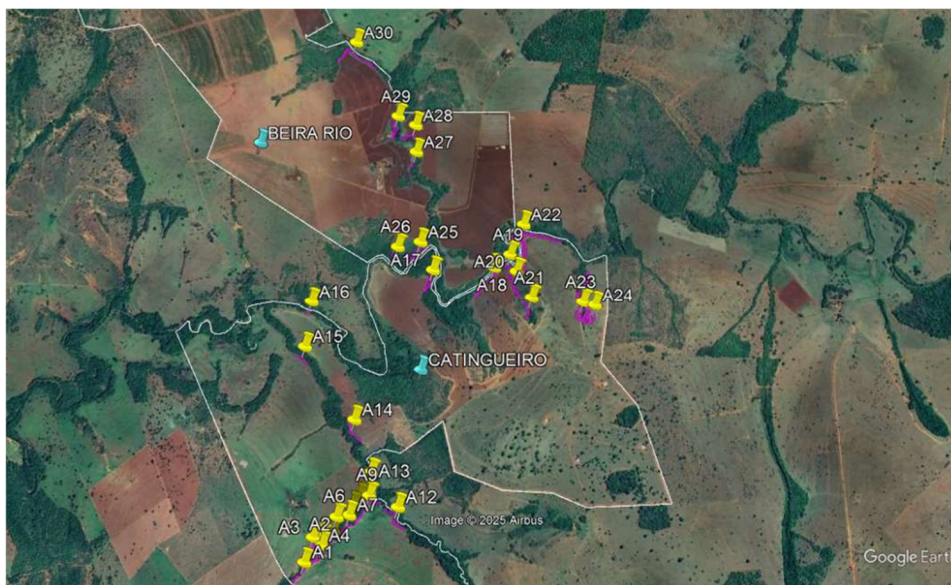 A30
A29
A28
BEIRA RIO
A27
A22
A26
A25
A19
A17
A20
A21
A18
A23
A24
A16
A15
CATINGUEIRO
A14
A13
A9
A6
A7
A12
A2
A3
A4
A1
Image © 2025 Airbus
Google Earth